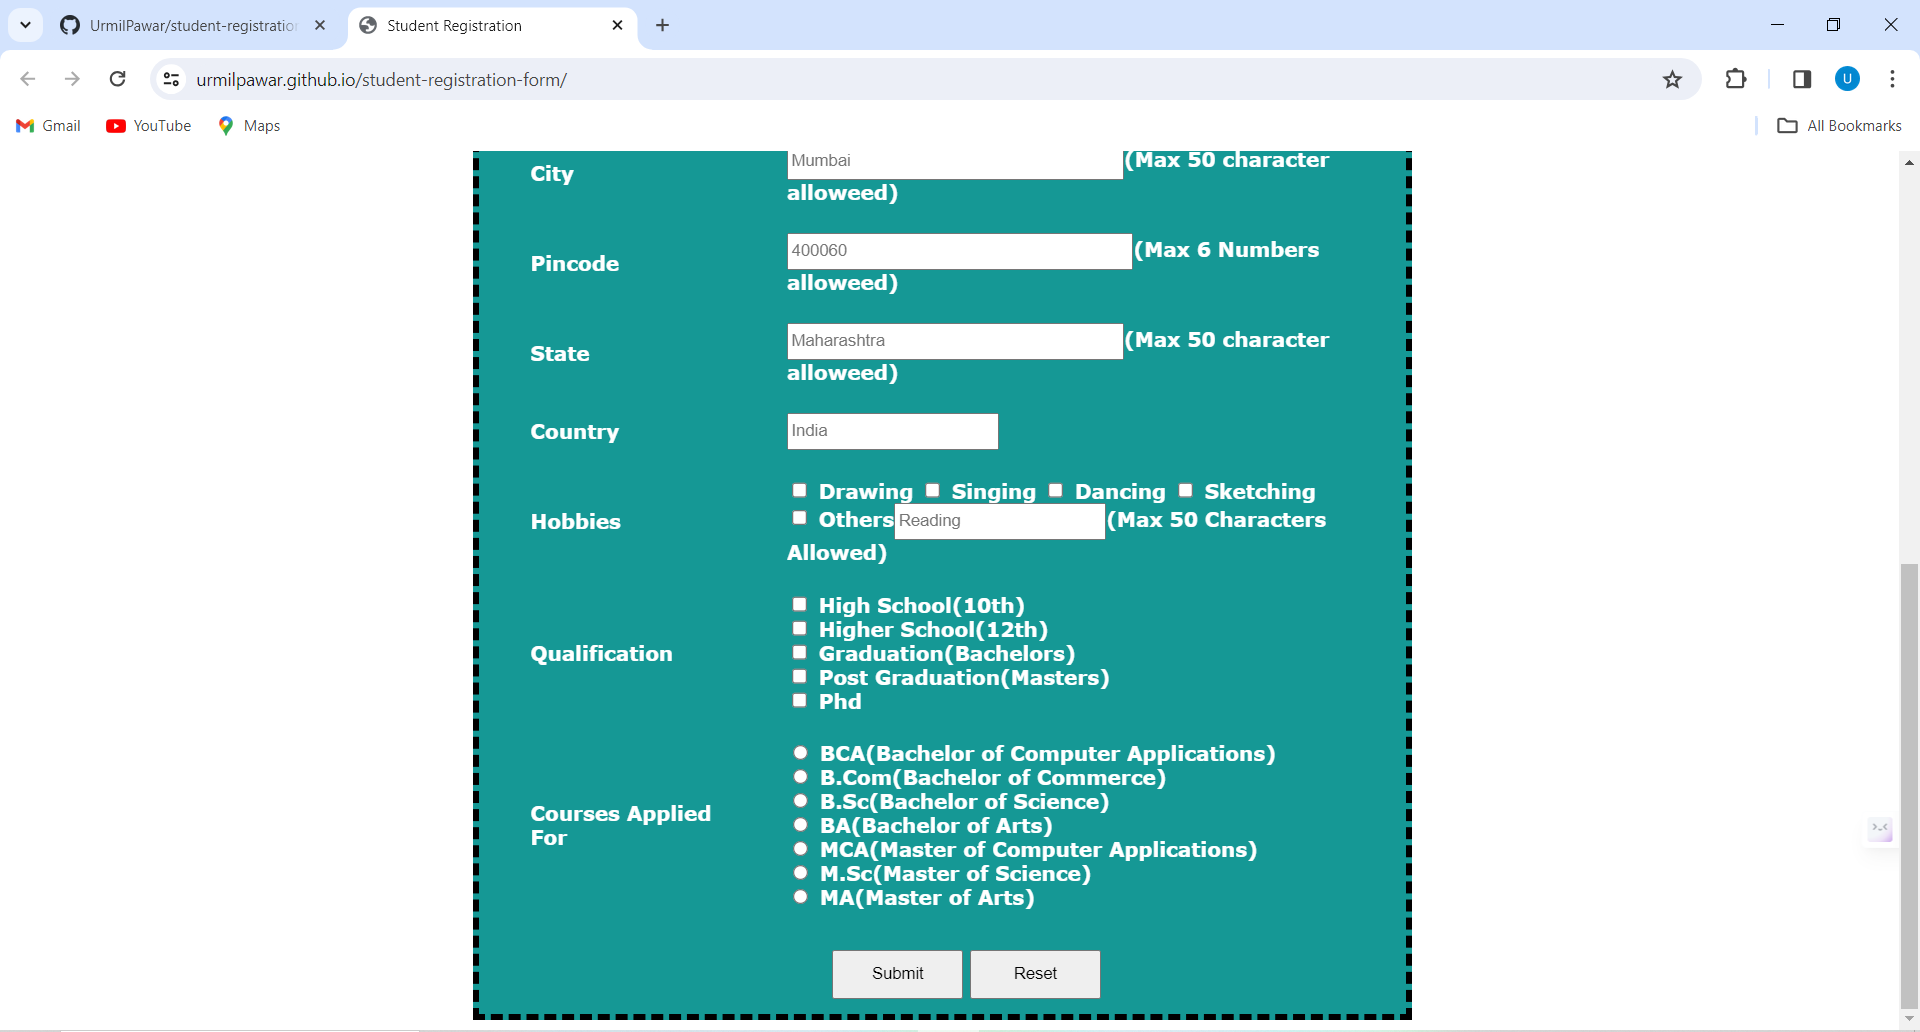 UrmilPawar/student-registratio
Student Registration
urmilpawar.github.io/student-registration-form/
U
Gmail
YouTube
Maps
All Bookmarks
City
Mumbai
(Max 50 character
alloweed)
Pincode
400060
(Max 6 Numbers
alloweed)
State
Maharashtra
(Max 50 character
alloweed)
Country
India
Hobbies
Drawing Singing Dancing Sketching
Others Reading (Max 50 Characters
Allowed)
Qualification
High School(10th)
Higher School(12th)
Graduation(Bachelors)
Post Graduation(Masters)
Phd
Courses Applied
For
BCA(Bachelor of Computer Applications)
B.Com(Bachelor of Commerce)
B.Sc(Bachelor of Science)
BA(Bachelor of Arts)
MCA(Master of Computer Applications)
M.Sc(Master of Science)
MA(Master of Arts)
Submit
Reset